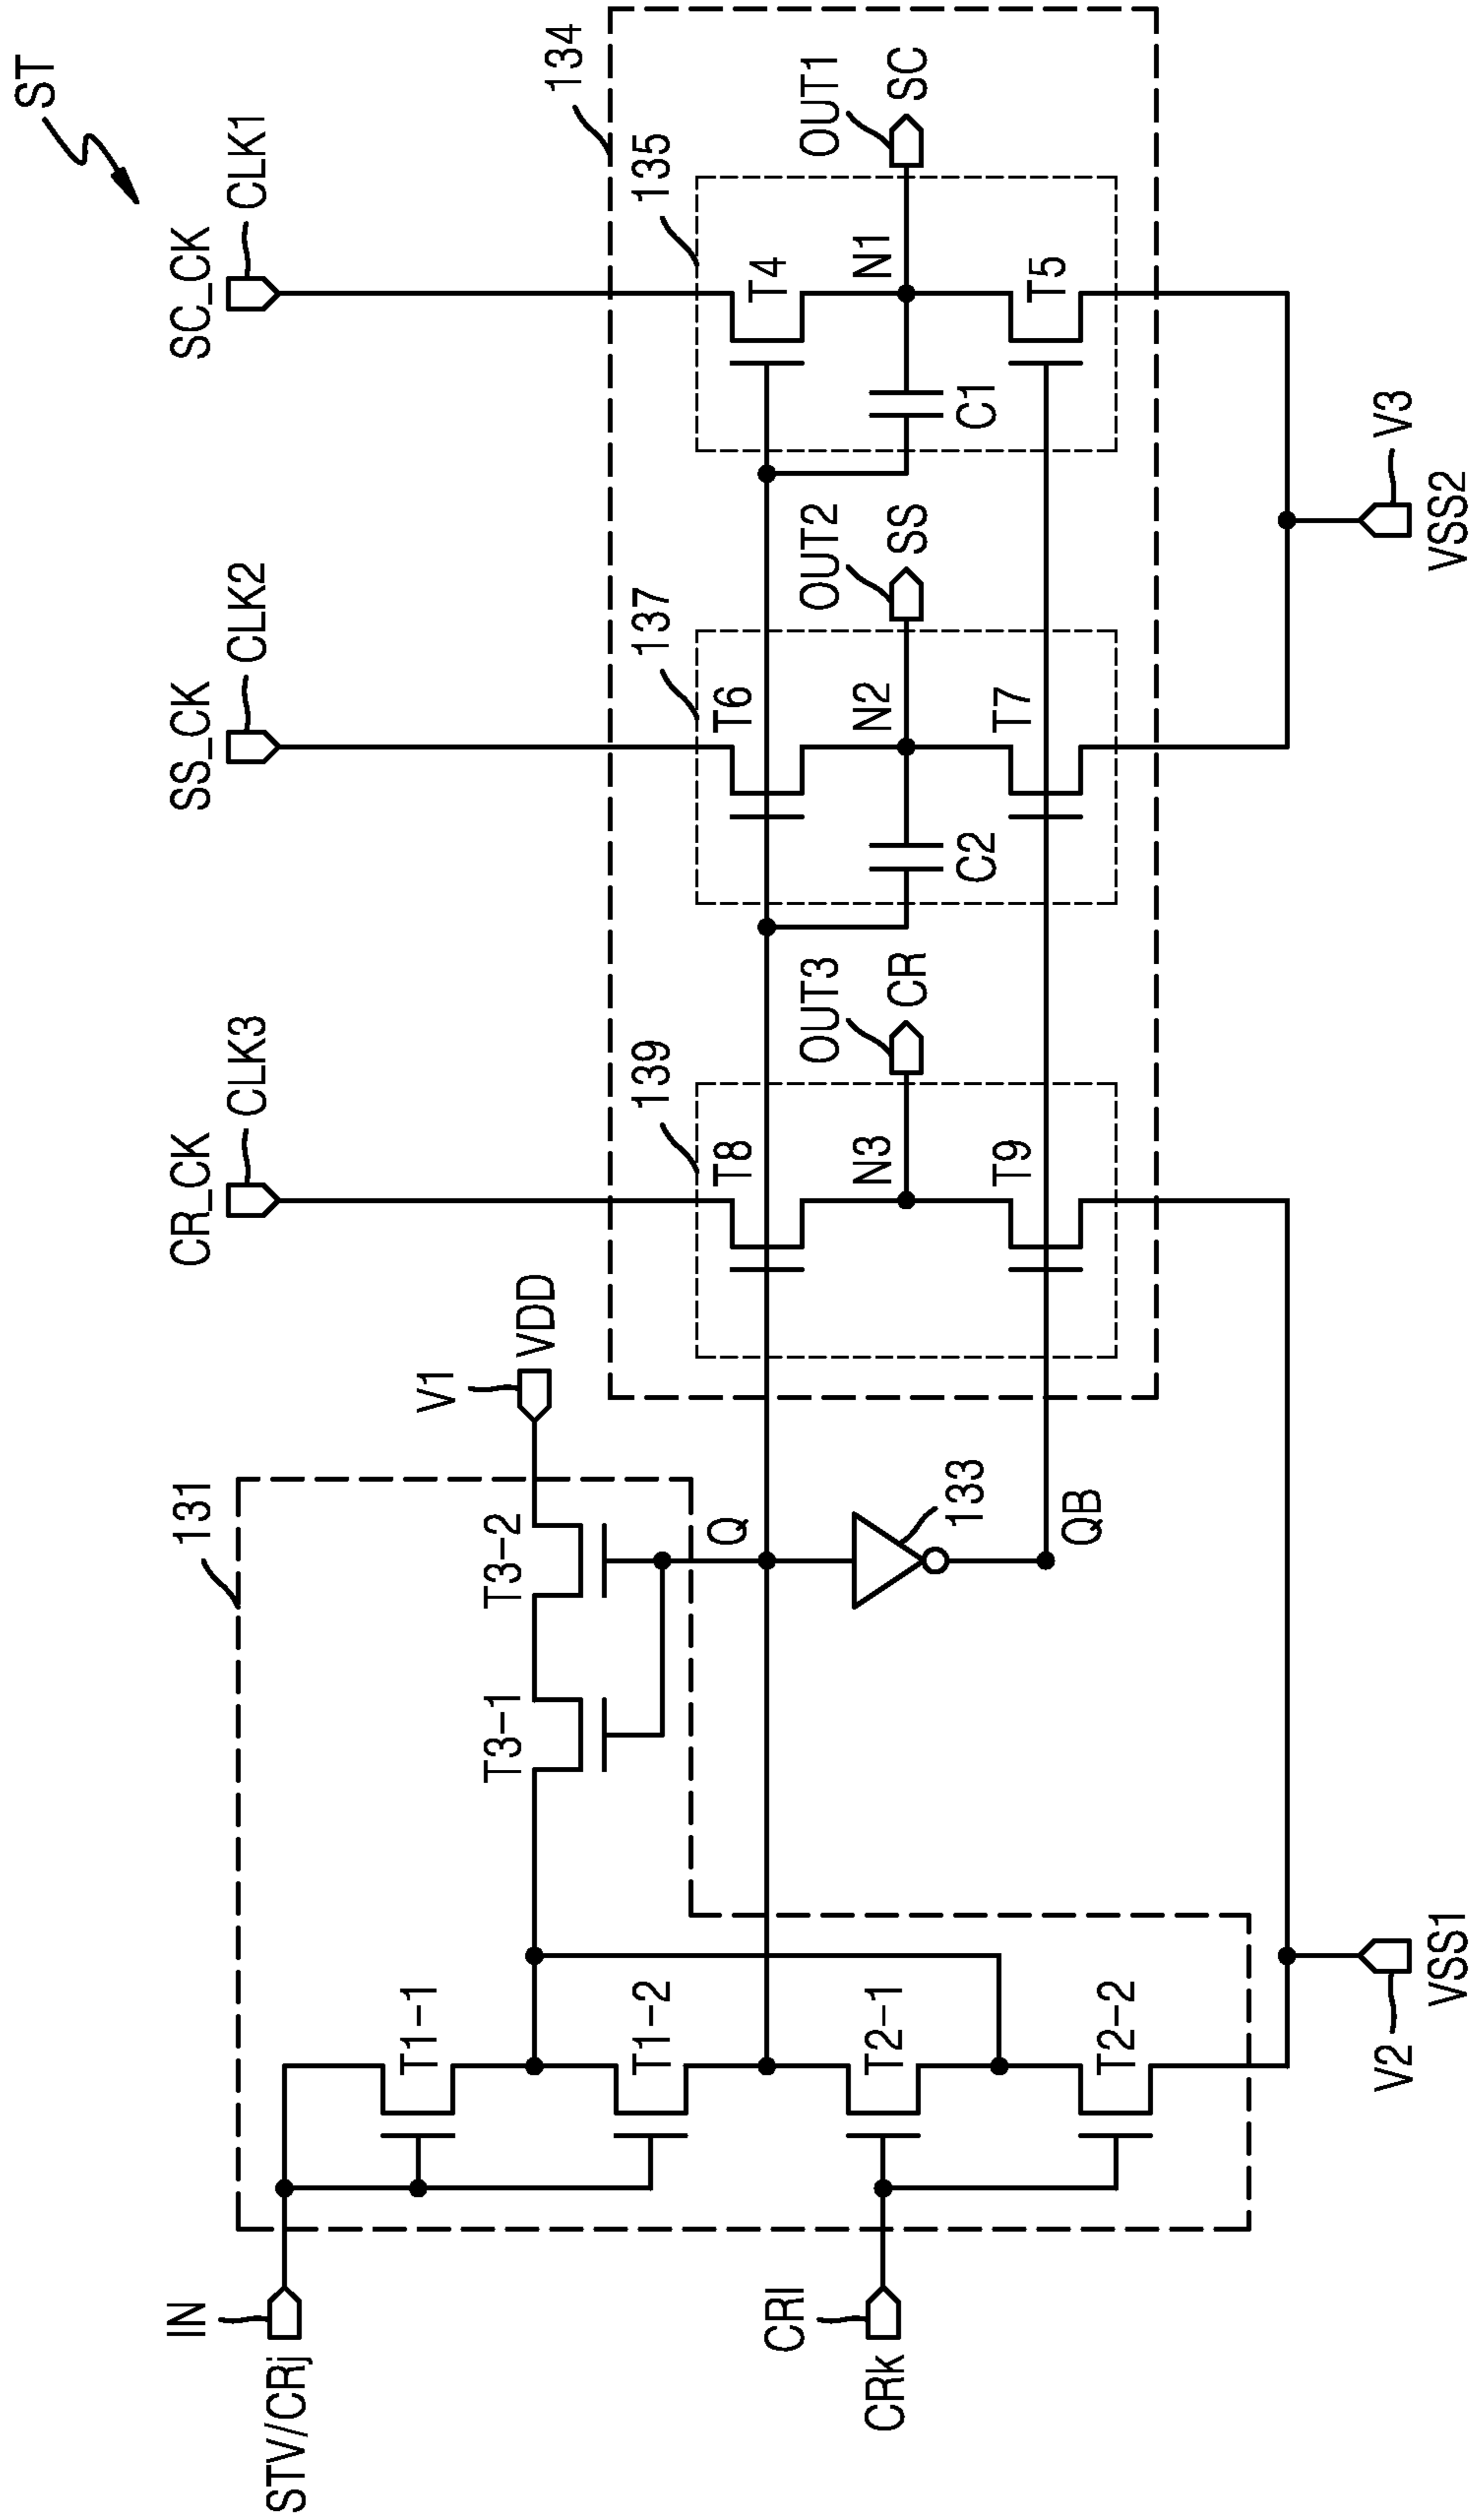 ST
SC_CK
CLK1
SS_CK
CLK2
CR_CK
CLK3
134
135
137
139
131
IN
STV/CRj
CRI
CRk
V1
VDD
T1-1
T1-2
T2-1
T2-2
T3-1
T3-2
Q
133
QB
T8
N3
T9
OUT3
CR
T6
N2
T7
C2
OUT2
SS
T4
N1
T5
C1
OUT1
SC
V2
VSS1
V3
VSS2